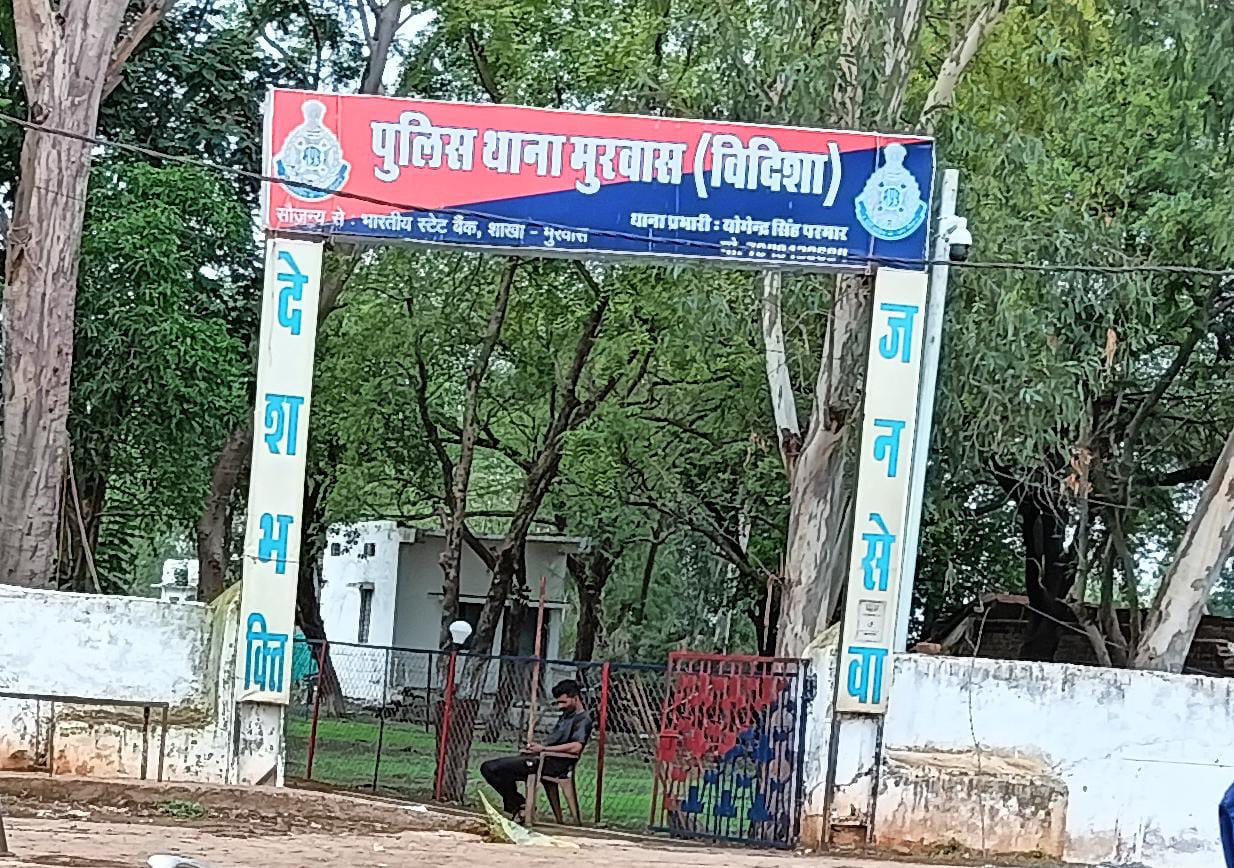 पुलिस थाना मुरवास (विदिशा)
सौजन्य से : भारतीय स्टेट बैंक, शाखा - मुरवास
थाना प्रभारी : योगेन्द्र सिंह परमार
मो.
देशभक्ति
जनसेवा